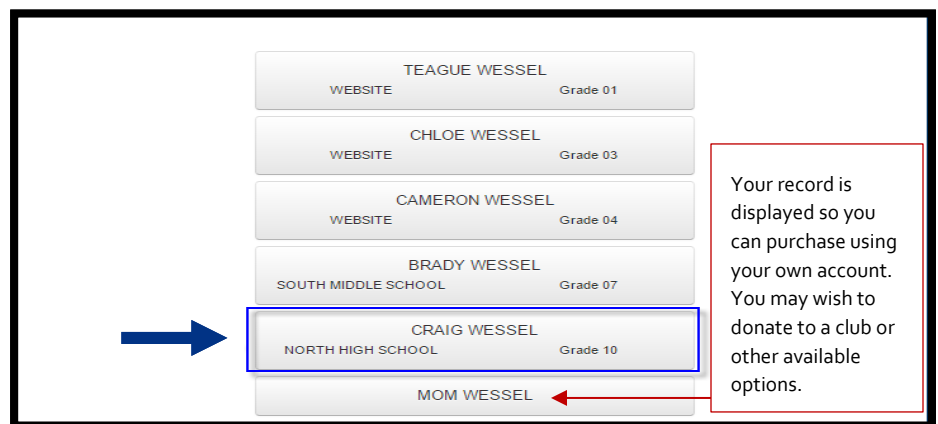 TEAGUE WESSEL
WEBSITE Grade 01
CHLOE WESSEL
WEBSITE Grade 03
CAMERON WESSEL
WEBSITE Grade 04
BRADY WESSEL
SOUTH MIDDLE SCHOOL Grade 07
CRAIG WESSEL
NORTH HIGH SCHOOL Grade 10
MOM WESSEL
Your record is
displayed so you
can purchase using
your own account.
You may wish to
donate to a club or
other available
options.